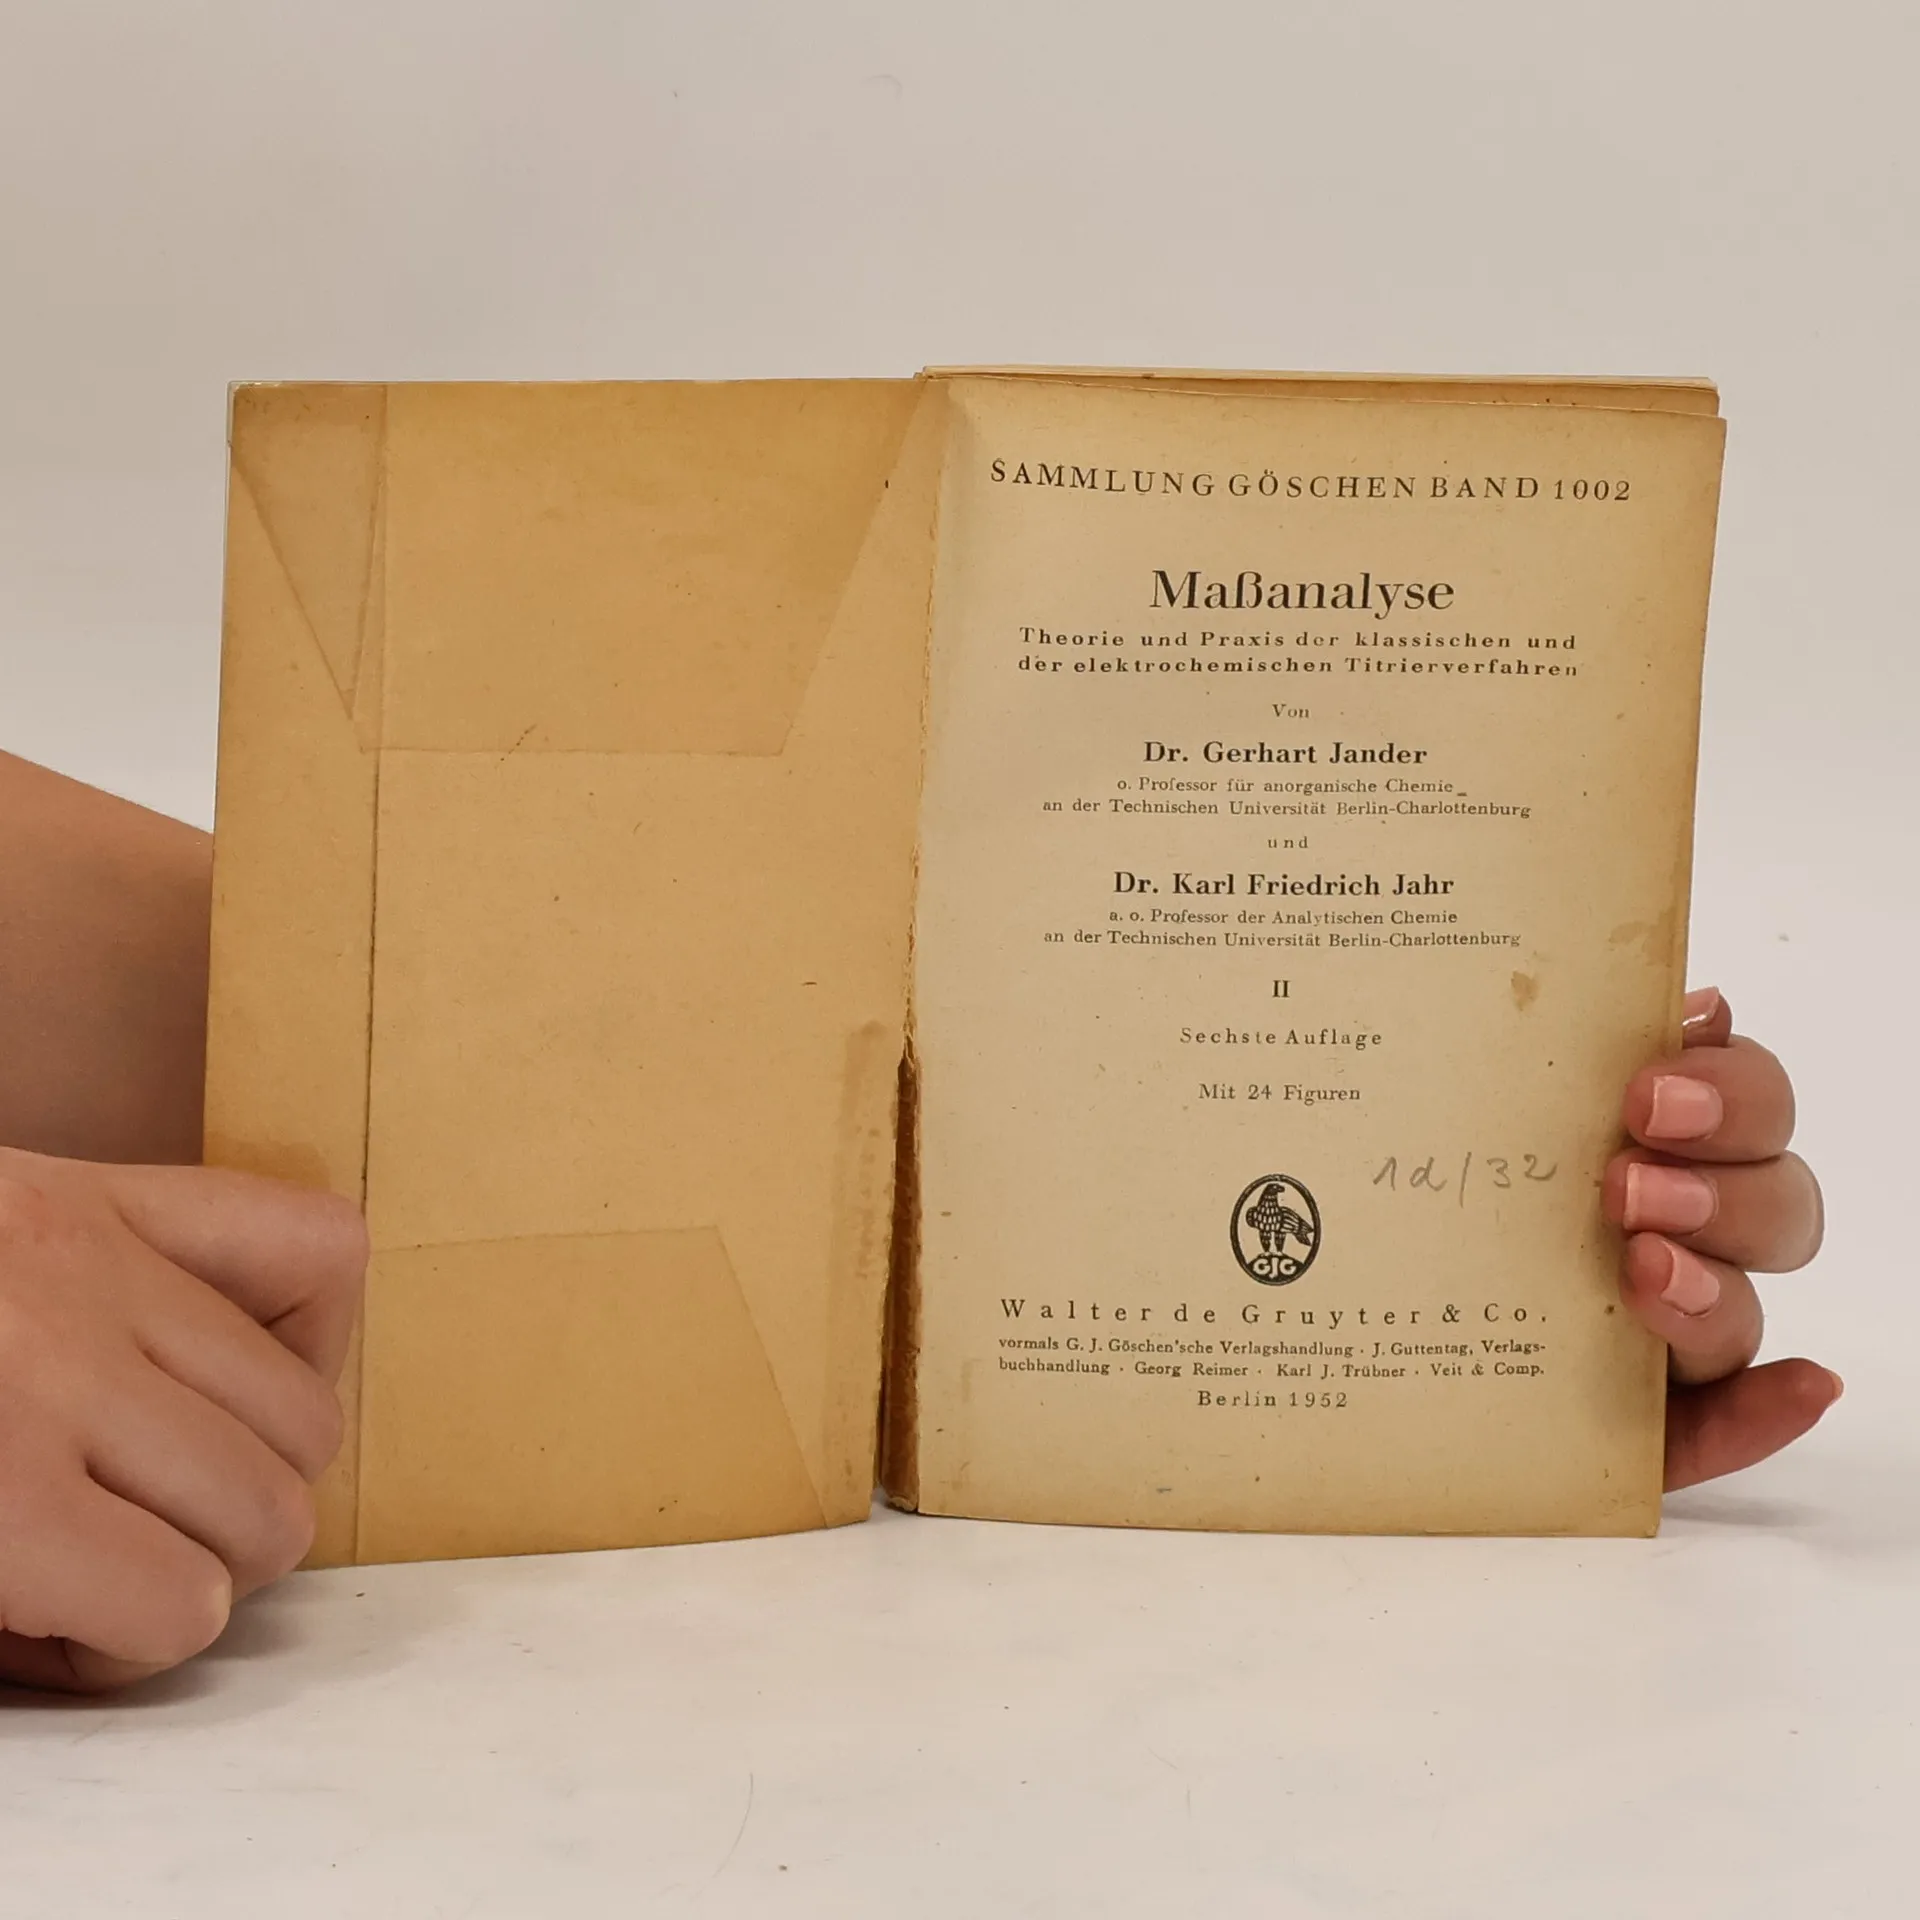 SAMMLUNG GÖSCHEN BAND 1002
Maßanalyse
Theorie und Praxis der klassischen und
der elektrochemischen Titrierverfahren
Von
Dr. Gerhart Jander
o. Professor für anorganische Chemie
an der Technischen Universität Berlin-Charlottenburg
und
Dr. Karl Friedrich Jahr
a. o. Professor der Analytischen Chemie
an der Technischen Universität Berlin-Charlottenburg
II
Sechste Auflage
Mit 24 Figuren
1d/32
GJG
Walter de Gruyter & Co.
vormals G. J. Göschen'sche Verlagshandlung · J. Guttentag, Verlags-
buchhandlung · Georg Reimer · Karl J. Trübner · Veit & Comp.
Berlin 1952